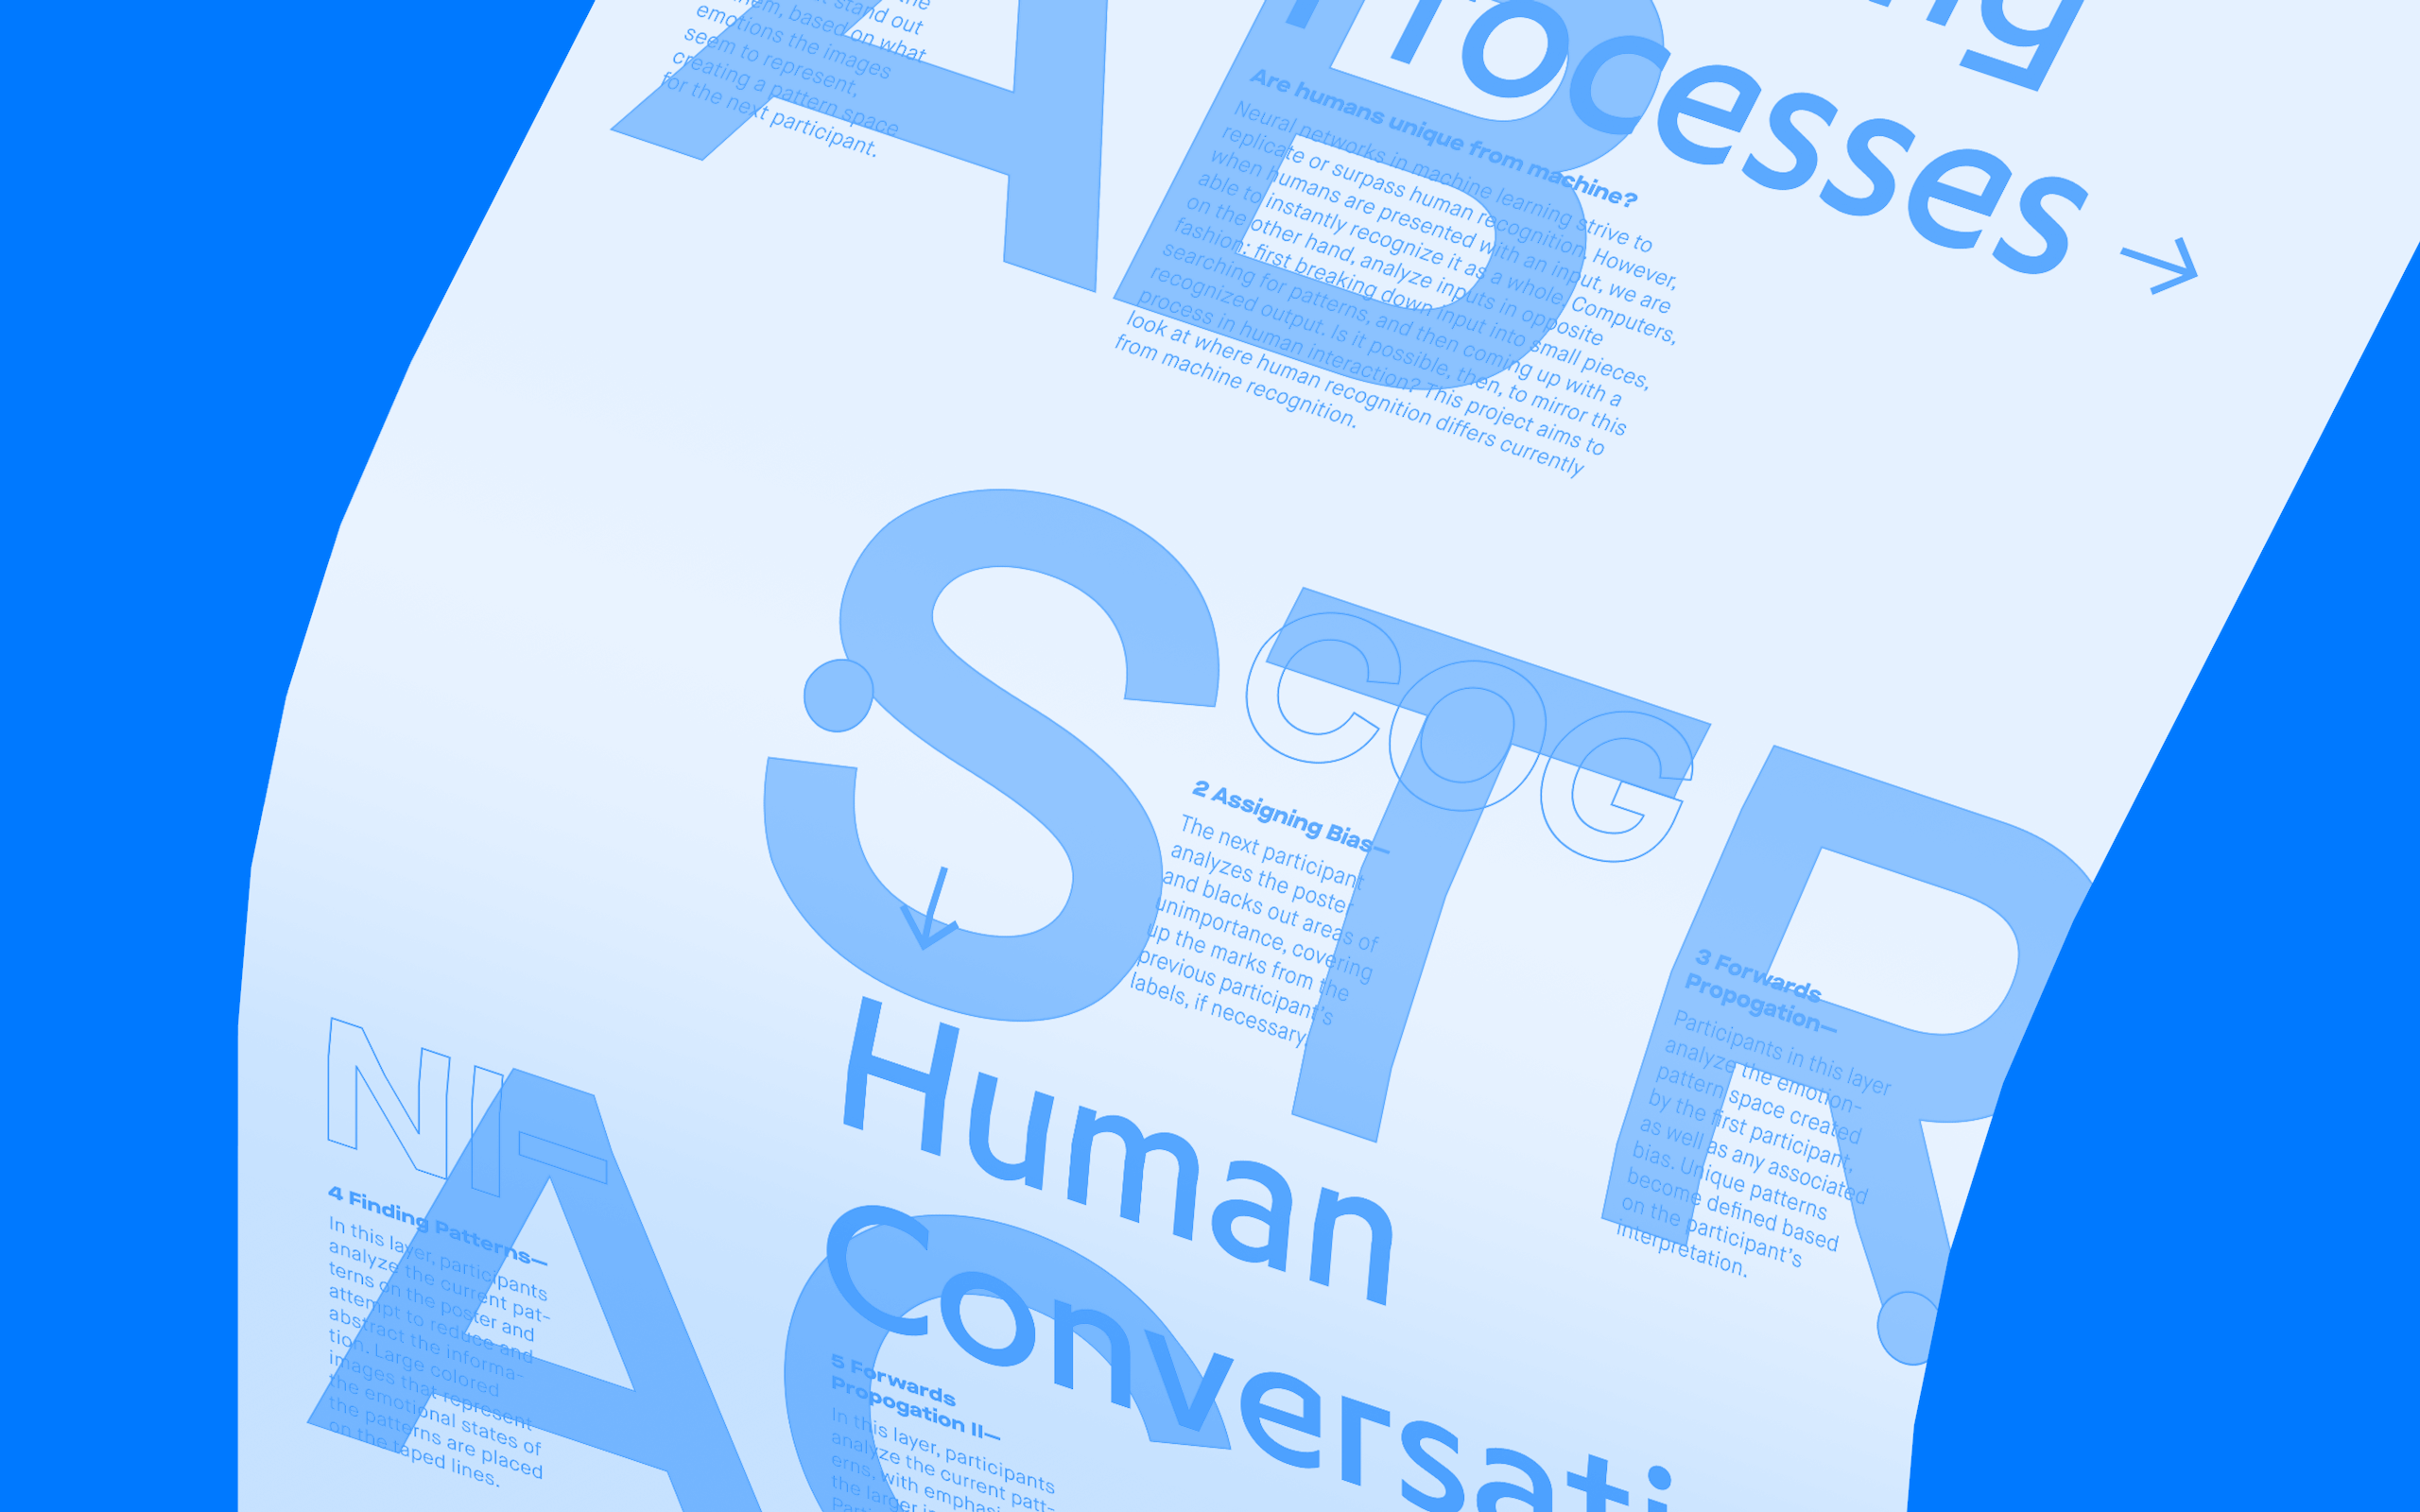 stand out
based on what
emotions the images
seem to represent,
creating a pattern space
for the next participant.
AB
Processes →
Are humans unique from machine?
Neural networks in machine learning strive to
replicate or surpass human recognition. However,
when humans are presented with an input, we are
able to instantly recognize it as a whole. Computers,
on the other hand, analyze inputs in opposite
fashion: first breaking down input into small pieces,
searching for patterns, and then coming up with a
recognized output. Is it possible, then, to mirror this
process in human interaction? This project aims to
look at where human recognition differs currently
from machine recognition.
STR
COG
2 Assigning Bias—
The next participant
analyzes the poster
and blacks out areas of
unimportance, covering
up the marks from the
previous participant's
labels, if necessary.
3 Forwards
Propogation—
Participants in this layer
analyze the emotion-
pattern space created
by the first participant,
as well as any associated
bias. Unique patterns
become defined based
on the participant's
interpretation.
↓
Human
Conversati
NI-
AC
4 Finding Patterns—
In this layer, participants
analyze the current pat-
terns on the poster and
attempt to reduce and
abstract the informa-
tion. Large colored
images that represent
the emotional states of
the patterns are placed
on the taped lines.
5 Forwards
Propogation II—
In this layer, participants
analyze the current patt-
erns, with
the larger